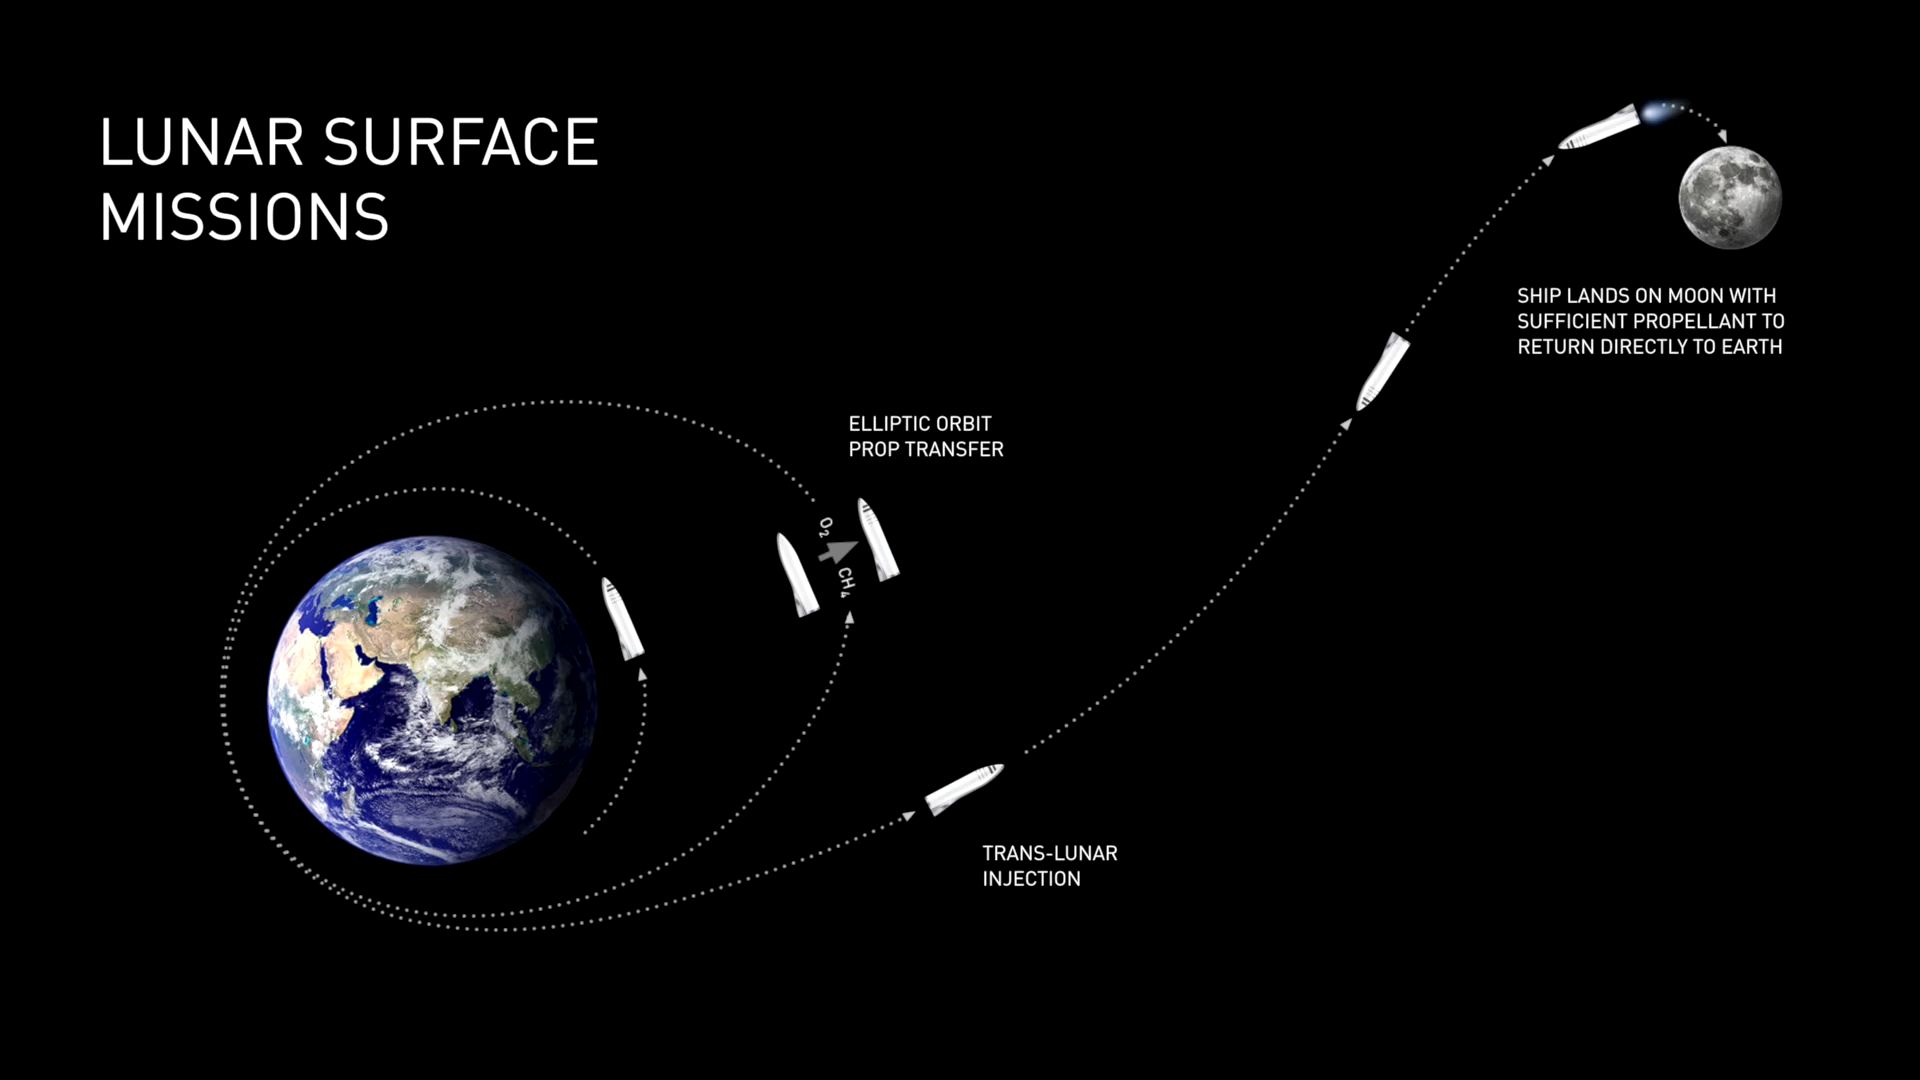 LUNAR SURFACE
MISSIONS
SHIP LANDS ON MOON WITH
SUFFICIENT PROPELLANT TO
RETURN DIRECTLY TO EARTH
ELLIPTIC ORBIT
PROP TRANSFER
O₂
CH₄
TRANS-LUNAR
INJECTION